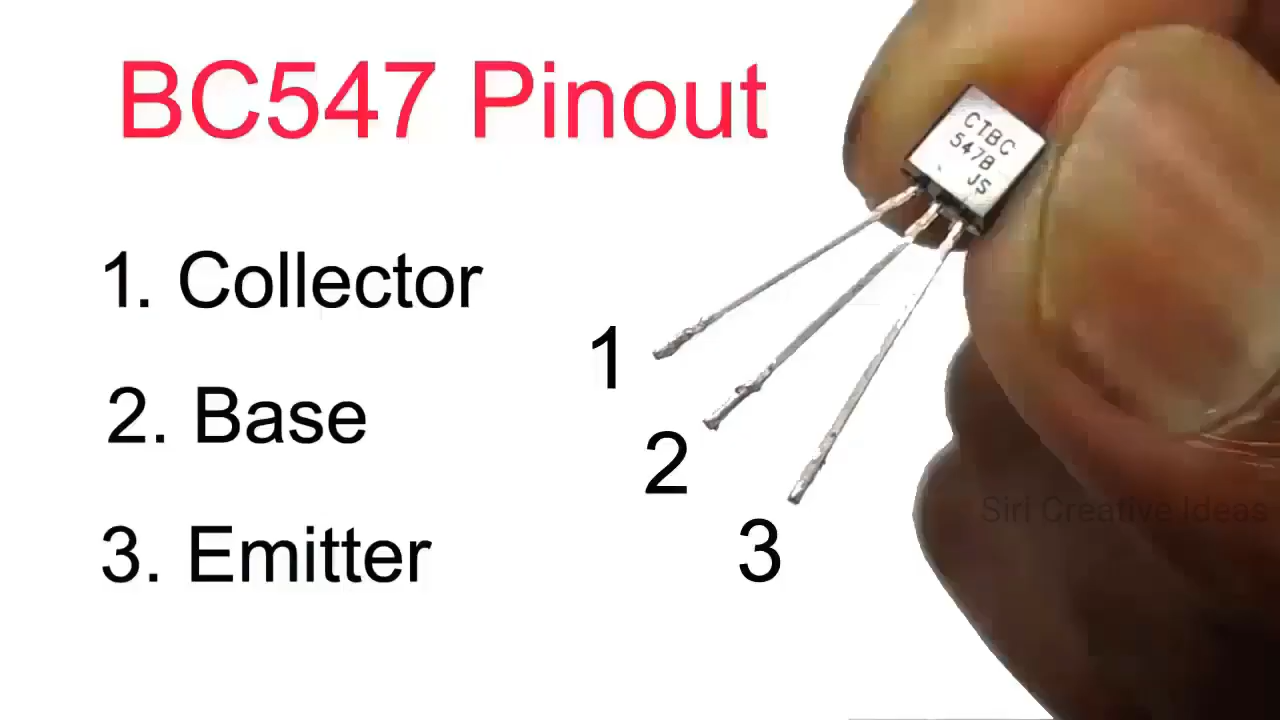 BC547 Pinout
CTBC
547B
JS
1. Collector
1
2. Base
2
3. Emitter
3
Siri Creative Ideas